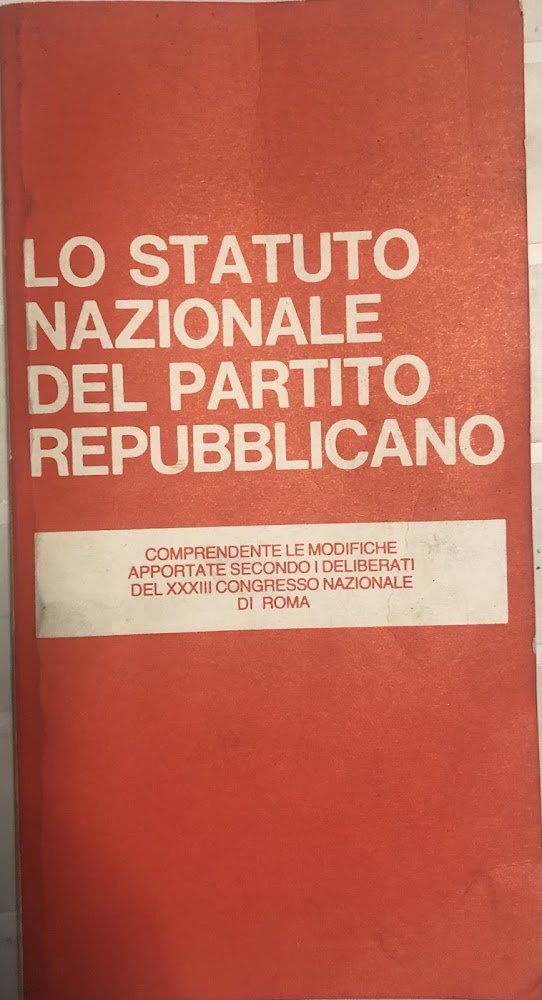 LO STATUTO
NAZIONALE
DEL PARTITO
REPUBBLICANO
COMPRENDENTE LE MODIFICHE
APPORTATE SECONDO I DELIBERATI
DEL XXXIII CONGRESSO NAZIONALE
DI ROMA